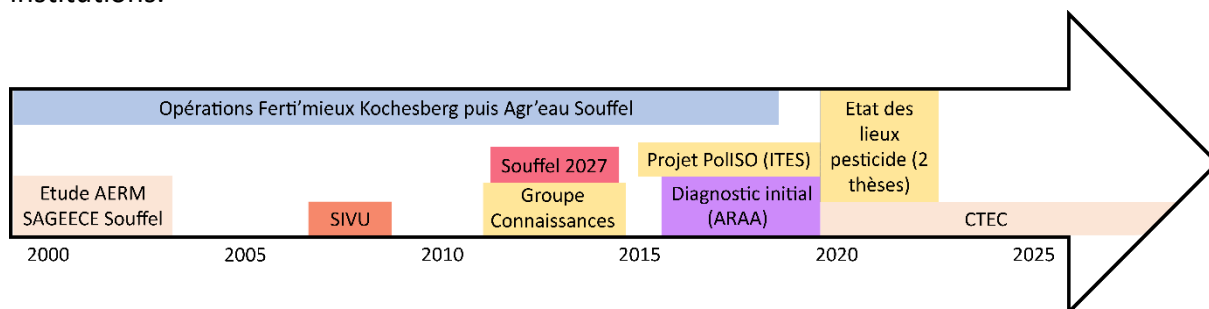 institutions.
Opérations Ferti’mieux Kochesberg puis Agr’eau Souffel
Etat des
lieux
pesticide (2
thèses)
Souffel 2027
Projet PolISO (ITES)
Etude AERM
SAGEECE Souffel
SIVU
Groupe
Connaissances
Diagnostic initial
(ARAA)
CTEC
2000
2005
2010
2015
2020
2025